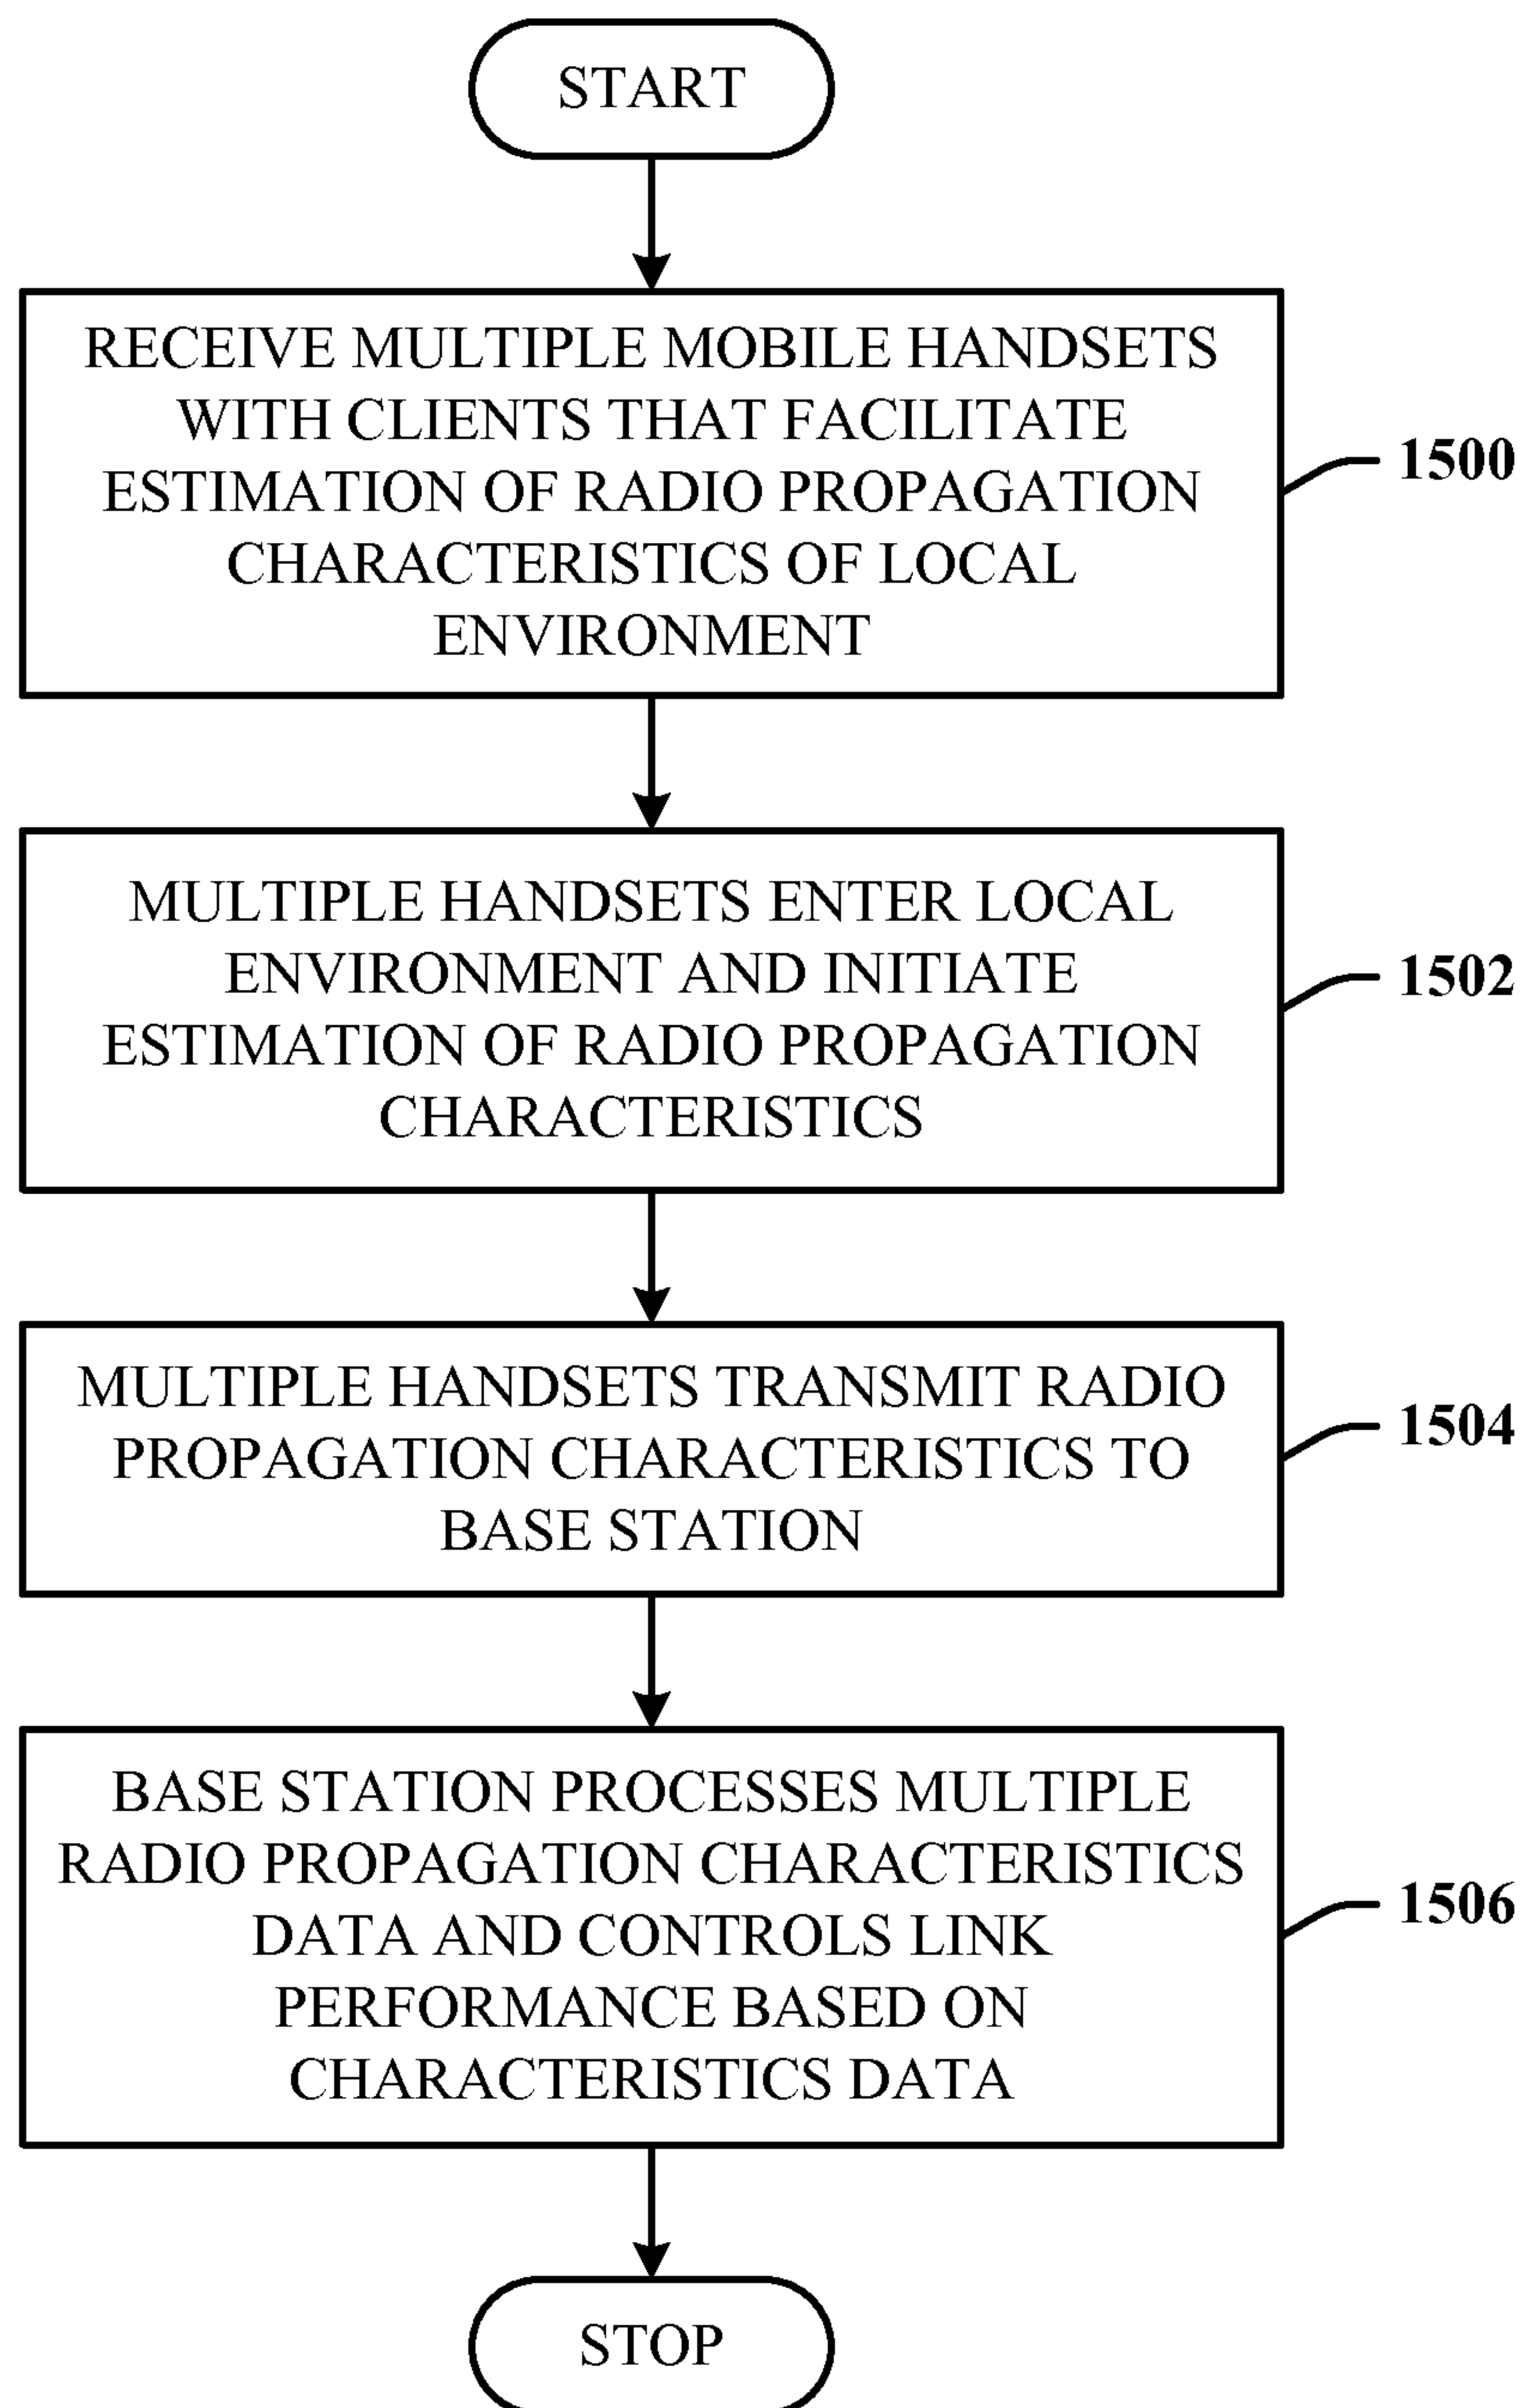 START
RECEIVE MULTIPLE MOBILE HANDSETS
WITH CLIENTS THAT FACILITATE
ESTIMATION OF RADIO PROPAGATION
CHARACTERISTICS OF LOCAL
ENVIRONMENT
1500
MULTIPLE HANDSETS ENTER LOCAL
ENVIRONMENT AND INITIATE
ESTIMATION OF RADIO PROPAGATION
CHARACTERISTICS
1502
MULTIPLE HANDSETS TRANSMIT RADIO
PROPAGATION CHARACTERISTICS TO
BASE STATION
1504
BASE STATION PROCESSES MULTIPLE
RADIO PROPAGATION CHARACTERISTICS
DATA AND CONTROLS LINK
PERFORMANCE BASED ON
CHARACTERISTICS DATA
1506
STOP